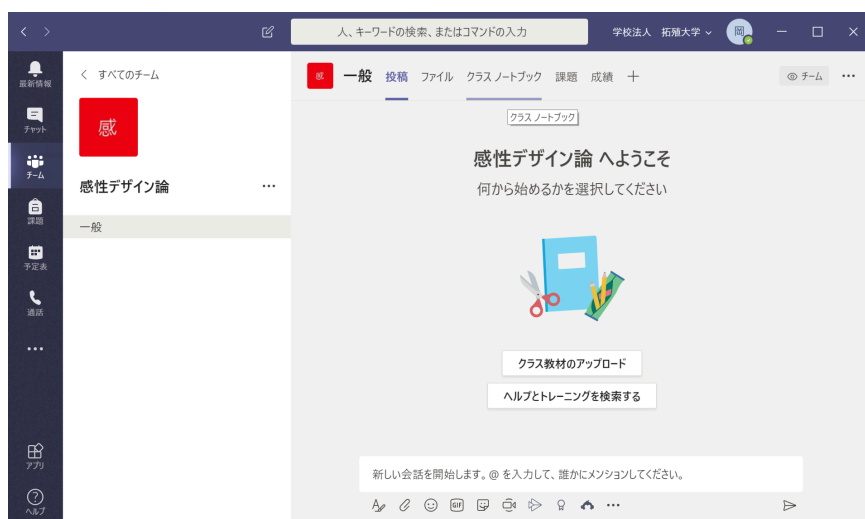 人、キーワードの検索、またはコマンドの入力
学校法人 拓殖大学
岡
最新情報
チャット
チーム
課題
予定表
通話
アプリ
ヘルプ
すべてのチーム
感
感性デザイン論
一般
感
一般 投稿 ファイル クラス ノートブック 課題 成績
チーム
クラス ノートブック
感性デザイン論 へようこそ
何から始めるかを選択してください
クラス教材のアップロード
ヘルプとトレーニングを検索する
新しい会話を開始します。@ を入力して、誰かにメンションしてください。
GIF